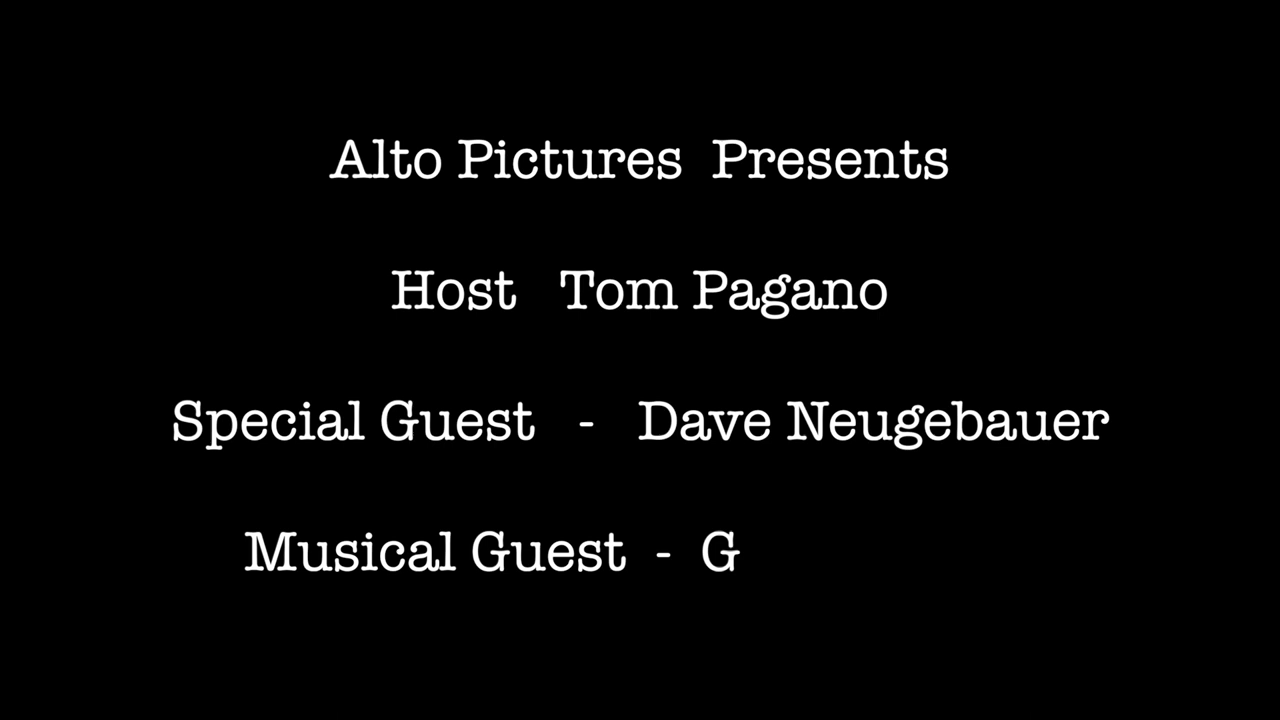 Alto Pictures Presents
Host Tom Pagano
Special Guest - Dave Neugebauer
Musical Guest - G